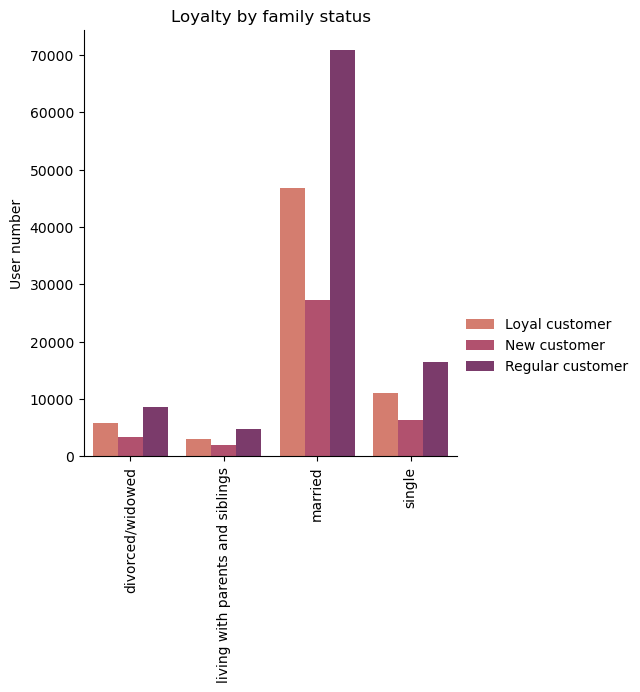 Loyalty by family status
User number
70000
60000
50000
40000
30000
20000
10000
0
divorced/widowed
living with parents and siblings
married
single
Loyal customer
New customer
Regular customer